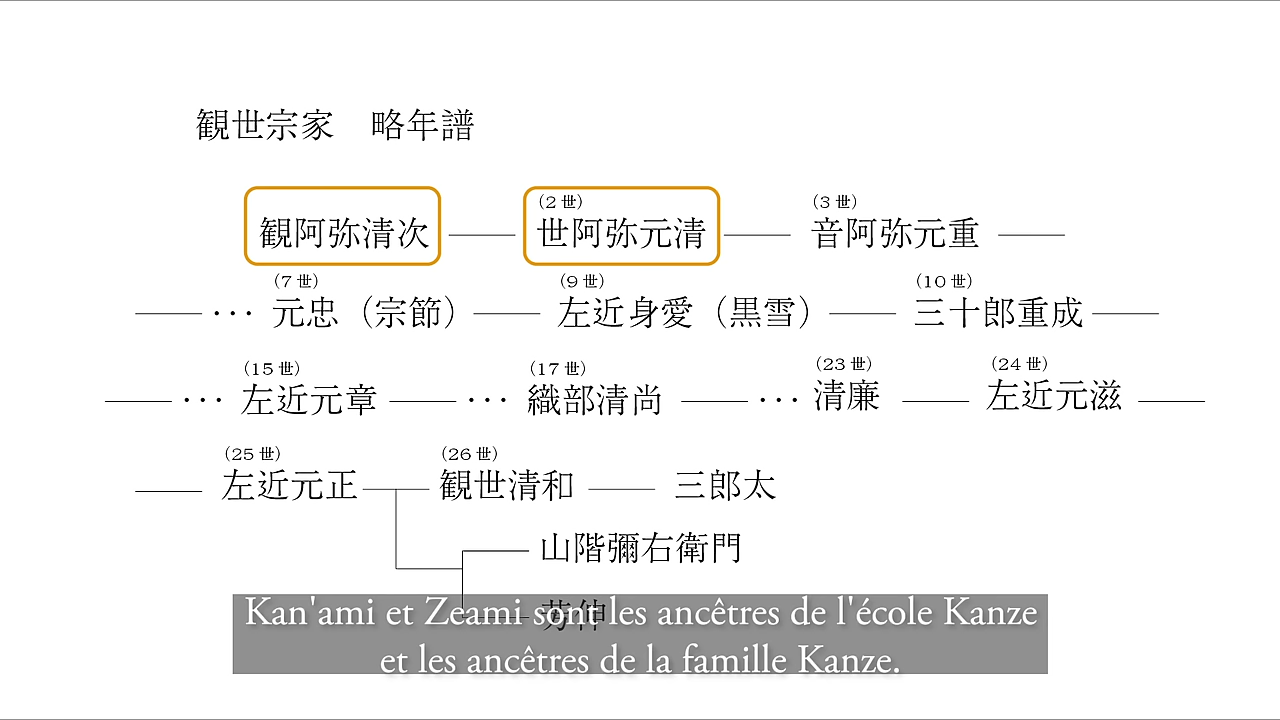 観世宗家　略年譜
観阿弥清次 (2世) 世阿弥元清 (3世) 音阿弥元重
··· (7世) 元忠（宗節） (9世) 左近身愛（黒雪） (10世) 三十郎重成
··· (15世) 左近元章 ··· (17世) 織部清尚 ··· (23世) 清廉 (24世) 左近元滋
(25世) 左近元正 (26世) 観世清和 三郎太
山階彌右衛門
芳伸
Kan'ami et Zeami sont les ancêtres de l'école Kanze
et les ancêtres de la famille Kanze.